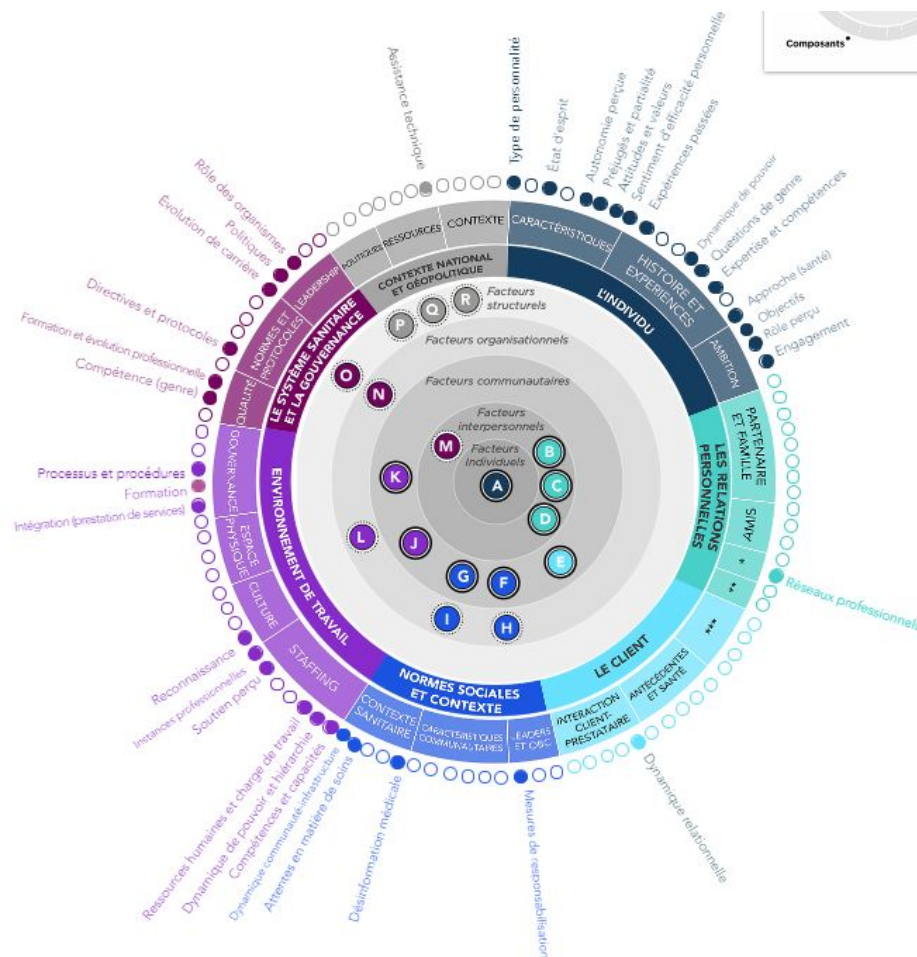 Composants*
Assistance technique
Type de personnalité
État d'esprit
Autonomie perçue
Préjugés et partialité
Attitudes et valeurs
Sentiment d'efficacité personnelle
Expériences passées
Dynamique de pouvoir
Questions de genre
Expertise et compétences
Approche (santé)
Objectifs
Rôle perçu
Engagement
Réseaux professionnels
Dynamique relationnelle
Mesures de responsabilisation
Désinformation médicale
Attentes en matière de soins
Dynamique communauté-infrastructure
Compétences et capacités
Dynamique de pouvoir et hiérarchie
Ressources humaines et charge de travail
Soutien perçu
Instances professionnelles
Reconnaissance
Intégration (prestation de services)
Formation
Processus et procédures
Compétence (genre)
Formation et évolution professionnelle
Directives et protocoles
Évolution de carrière
Politiques
Rôle des organismes
POLITIQUES
RESSOURCES
CONTEXTE
CARACTÉRISTIQUES
HISTOIRE ET
EXPERIENCES
AMBITION
PARTENAIRE
ET FAMILLE
AMIS
*
**
***
ANTÉCÉDENTES
ET SANTÉ
INTERACTION
CLIENT-
PRESTATAIRE
LEADERS
ET OBC
CARACTÉRISTIQUES
COMMUNAUTAIRES
CONTEXTE
SANITAIRE
STAFFING
CULTURE
ESPACE
PHYSIQUE
GOUVERNANCE
QUALITÉ
NORMES ET
PROTOCOLES
LEADERSHIP
CONTEXTE NATIONAL
ET GÉOPOLITIQUE
L'INDIVIDU
LES RELATIONS
PERSONNELLES
LE CLIENT
NORMES SOCIALES
ET CONTEXTE
ENVIRONNEMENT DE TRAVAIL
LE SYSTÈME SANITAIRE
ET LA GOUVERNANCE
Facteurs
structurels
Facteurs organisationnels
Facteurs communautaires
Facteurs
interpersonnels
Facteurs
Individuels
P
Q
R
O
N
M
B
A
C
K
D
L
J
E
G
F
I
H